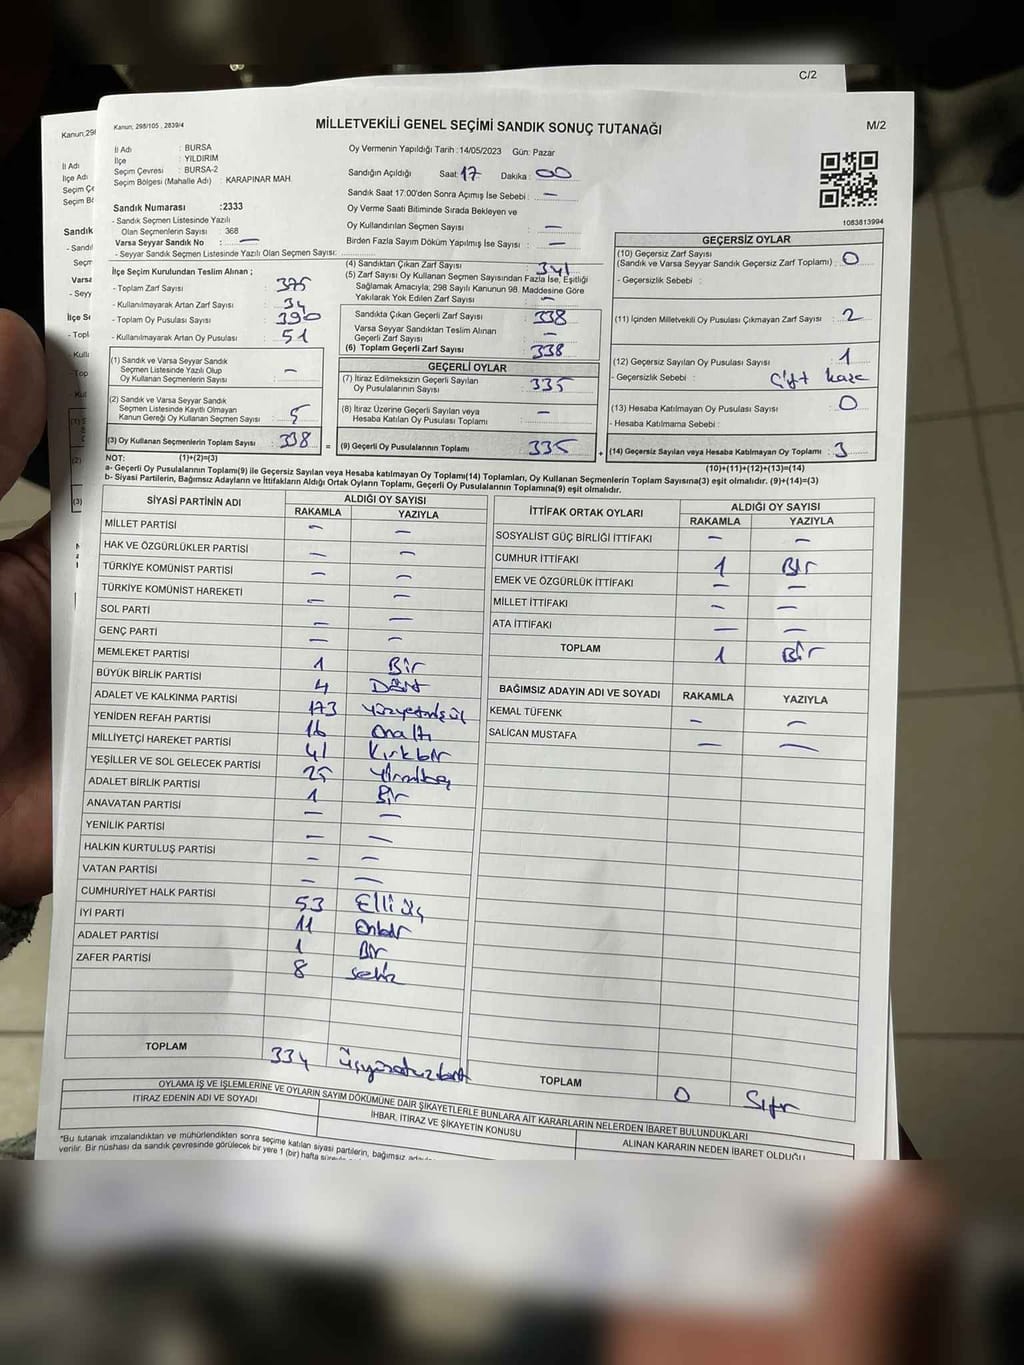 C/2
Kanun; 298/105 , 2839/4
MİLLETVEKİLİ GENEL SEÇİMİ SANDIK SONUÇ TUTANAĞI
M/2
İl Adı : BURSA
İlçe : YILDIRIM
Seçim Çevresi : BURSA-2
Seçim Bölgesi (Mahalle Adı) : KARAPINAR MAH.
Sandık Numarası :2333
- Sandık Seçmen Listesinde Yazılı
Olan Seçmenlerin Sayısı : 368
Varsa Seyyar Sandık No : —
- Seyyar Sandık Seçmen Listesinde Yazılı Olan Seçmen Sayısı:
İlçe Seçim Kurulundan Teslim Alınan ;
- Toplam Zarf Sayısı : 375
- Kullanılmayarak Artan Zarf Sayısı : 34
- Toplam Oy Pusulası Sayısı : 390
- Kullanılmayarak Artan Oy Pusulası : 51
(1) Sandık ve Varsa Seyyar Sandık
Seçmen Listesinde Yazılı Olup
Oy Kullanan Seçmenlerin Sayısı : —
(2) Sandık ve Varsa Seyyar Sandık
Seçmen Listesinde Kayıtlı Olmayan
Kanun Gereği Oy Kullanan Seçmen Sayısı : 5
(3) Oy Kullanan Seçmenlerin Toplam Sayısı : 338
Oy Vermenin Yapıldığı Tarih :14/05/2023 Gün: Pazar
Sandığın Açıldığı Saat: 17 Dakika : 00
Sandık Saat 17:00'den Sonra Açımış İse Sebebi : —
Oy Verme Saati Bitiminde Sırada Bekleyen ve
Oy Kullandırılan Seçmen Sayısı : —
Birden Fazla Sayım Döküm Yapılmış İse Sayısı : —
(4) Sandıktan Çıkan Zarf Sayısı : 341
(5) Zarf Sayısı Oy Kullanan Seçmen Sayısından Fazla İse, Eşitliği
Sağlamak Amacıyla; 298 Sayılı Kanunun 98. Maddesine Göre
Yakılarak Yok Edilen Zarf Sayısı : —
Sandıkta Çıkan Geçerli Zarf Sayısı : 338
Varsa Seyyar Sandıktan Teslim Alınan
Geçerli Zarf Sayısı : —
(6) Toplam Geçerli Zarf Sayısı : 338
GEÇERLİ OYLAR
(7) İtiraz Edilmeksizin Geçerli Sayılan
Oy Pusulalarının Sayısı : 335
(8) İtiraz Üzerine Geçerli Sayılan veya
Hesaba Katılan Oy Pusulası Toplamı : —
= (9) Geçerli Oy Pusulalarının Toplamı : 335
1083813994
GEÇERSİZ OYLAR
(10) Geçersiz Zarf Sayısı
(Sandık ve Varsa Seyyar Sandık Geçersiz Zarf Toplamı) : 0
- Geçersizlik Sebebi :
(11) İçinden Milletvekili Oy Pusulası Çıkmayan Zarf Sayısı : 2
(12) Geçersiz Sayılan Oy Pusulası Sayısı : 1
- Geçersizlik Sebebi : Çift kaşe
(13) Hesaba Katılmayan Oy Pusulası Sayısı : 0
- Hesaba Katılmama Sebebi :
+ (14) Geçersiz Sayılan veya Hesaba Katılmayan Oy Toplamı : 3
NOT: (1)+(2)=(3) (10)+(11)+(12)+(13)=(14)
a- Geçerli Oy Pusulalarının Toplamı(9) ile Geçersiz Sayılan veya Hesaba katılmayan Oy Toplamı(14) Toplamları, Oy Kullanan Seçmenlerin Toplam Sayısına(3) eşit olmalıdır. (9)+(14)=(3)
b- Siyasi Partilerin, Bağımsız Adayların ve İttifakların Aldığı Ortak Oyların Toplamı, Geçerli Oy Pusulalarının Toplamına(9) eşit olmalıdır.
SİYASİ PARTİNİN ADI ALDIĞI OY SAYISI
RAKAMLA YAZIYLA
MİLLET PARTİSİ — —
HAK VE ÖZGÜRLÜKLER PARTİSİ — —
TÜRKİYE KOMÜNİST PARTİSİ — —
TÜRKİYE KOMÜNİST HAREKETİ — —
SOL PARTİ — —
GENÇ PARTİ — —
MEMLEKET PARTİSİ 1 Bir
BÜYÜK BİRLİK PARTİSİ 4 Dört
ADALET VE KALKINMA PARTİSİ 173 Yüzyetmişüç
YENİDEN REFAH PARTİSİ 16 Onaltı
MİLLİYETÇİ HAREKET PARTİSİ 41 Kırkbir
YEŞİLLER VE SOL GELECEK PARTİSİ 25 Yirmibeş
ADALET BİRLİK PARTİSİ 1 Bir
ANAVATAN PARTİSİ — —
YENİLİK PARTİSİ — —
HALKIN KURTULUŞ PARTİSİ — —
VATAN PARTİSİ — —
CUMHURİYET HALK PARTİSİ 53 Elli üç
İYİ PARTİ 11 Onbir
ADALET PARTİSİ 1 Bir
ZAFER PARTİSİ 8 Sekiz
TOPLAM 334 üçyüzotuzdört
İTTİFAK ORTAK OYLARI ALDIĞI OY SAYISI
RAKAMLA YAZIYLA
SOSYALİST GÜÇ BİRLİĞİ İTTİFAKI — —
CUMHUR İTTİFAKI 1 Bir
EMEK VE ÖZGÜRLÜK İTTİFAKI — —
MİLLET İTTİFAKI — —
ATA İTTİFAKI — —
TOPLAM 1 Bir
BAĞIMSIZ ADAYIN ADI VE SOYADI RAKAMLA YAZIYLA
KEMAL TÜFENK — —
SALİCAN MUSTAFA — —
TOPLAM 0 Sıfır
OYLAMA İŞ VE İŞLEMLERİNE VE OYLARIN SAYIM DÖKÜMÜNE DAİR ŞİKAYETLERLE BUNLARA AİT KARARLARIN NELERDEN İBARET BULUNDUKLARI
İTİRAZ EDENİN ADI VE SOYADI İHBAR, İTİRAZ VE ŞİKAYETİN KONUSU ALINAN KARARIN NEDEN İBARET OLDUĞU
*Bu tutanak imzalandıktan ve mühürlendikten sonra seçime katılan siyasi partilerin, bağımsız
verilir. Bir nüshası da sandık çevresinde görülecek bir yere 1 (bir) hafta